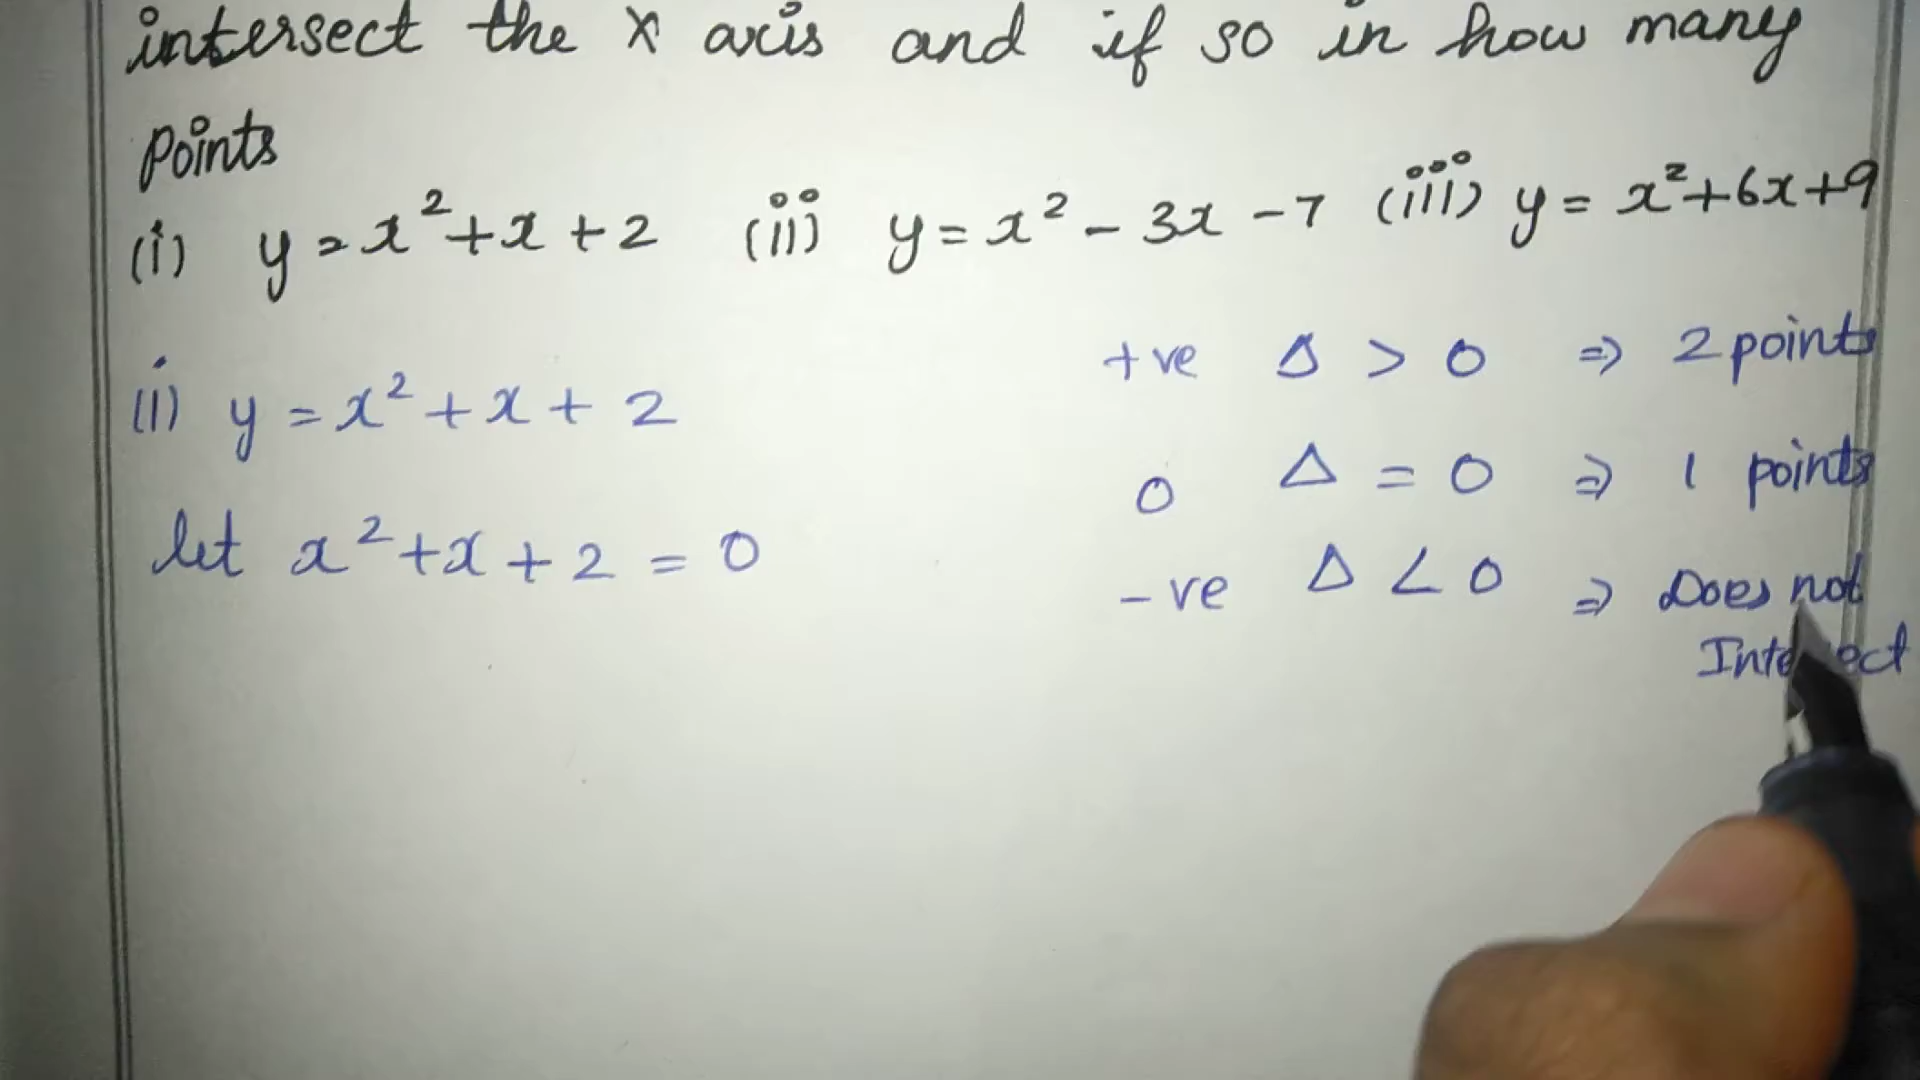 intersect the x axis and if so in how many
Points
(i) y = x² + x + 2 (ii) y = x² - 3x - 7 (iii) y = x² + 6x + 9
+ve Δ > 0 ⇒ 2 points
(i) y = x² + x + 2
0 Δ = 0 ⇒ 1 points
let x² + x + 2 = 0
-ve Δ < 0 ⇒ Does not
Intersect